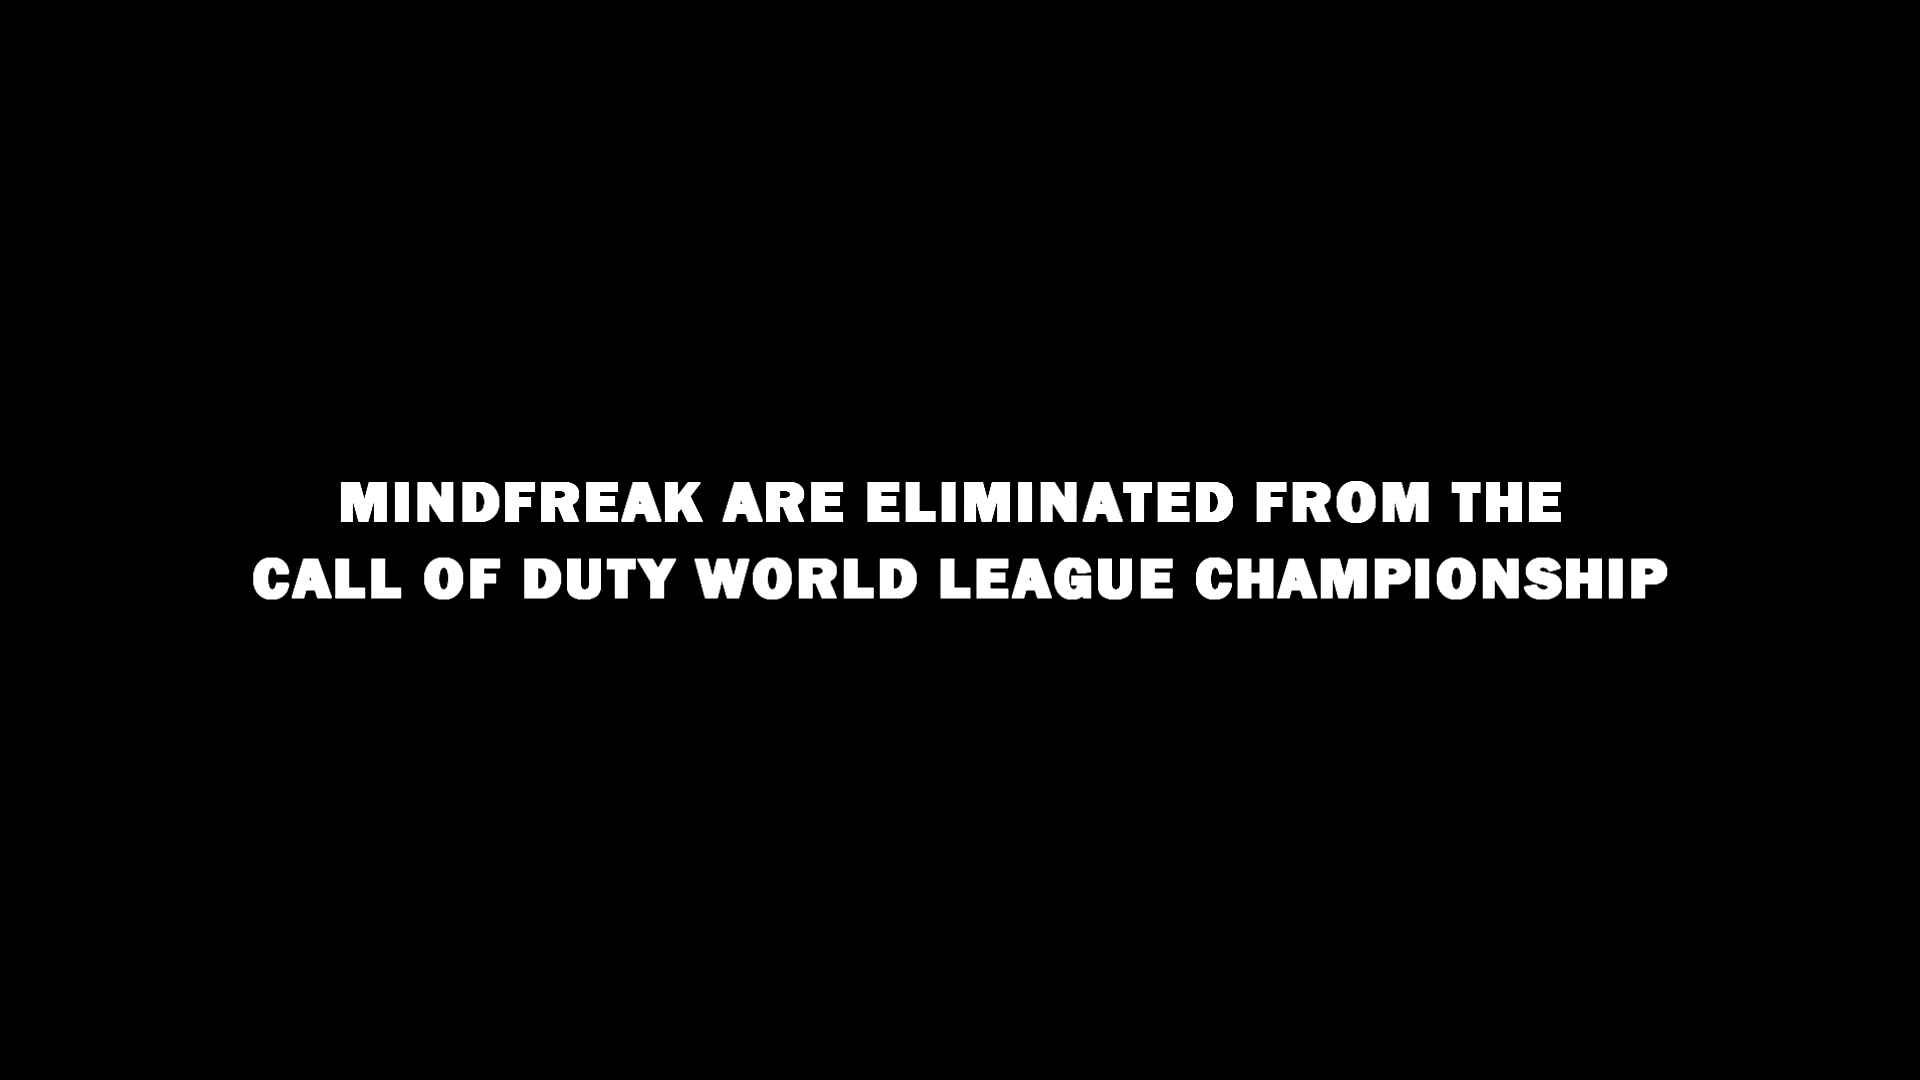 MINDFREAK ARE ELIMINATED FROM THE
CALL OF DUTY WORLD LEAGUE CHAMPIONSHIP